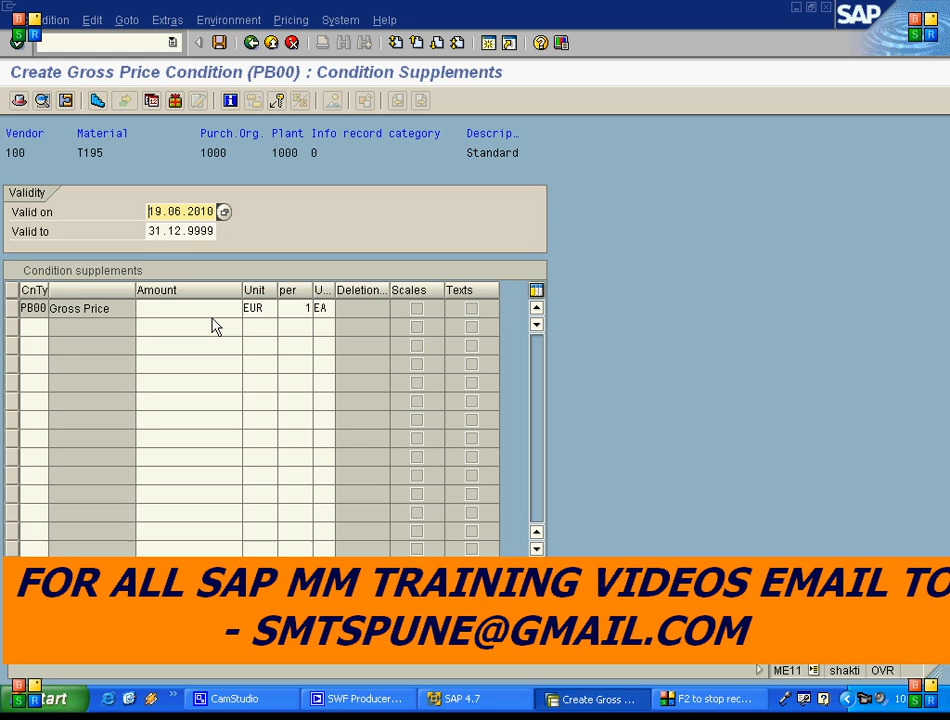 dition Edit Goto Extras Environment Pricing System Help
SAP
Create Gross Price Condition (PB00) : Condition Supplements
Vendor Material Purch.Org. Plant Info record category Descrip…
100 T195 1000 1000 0 Standard
Validity
Valid on 19.06.2010
Valid to 31.12.9999
Condition supplements
CnTy Amount Unit per U... Deletion... Scales Texts
PB00 Gross Price EUR 1 EA
FOR ALL SAP MM TRAINING VIDEOS EMAIL TO
- SMTSPUNE@GMAIL.COM
ME11 shakti OVR
tart CamStudio SWF Producer... SAP 4.7 Create Gross ... F2 to stop rec... 10